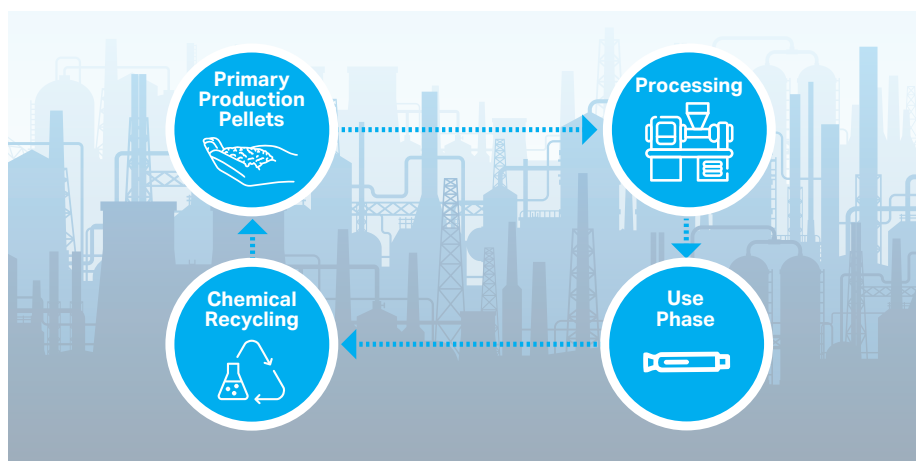 Primary
Production
Pellets
Processing
Chemical
Recycling
Use
Phase